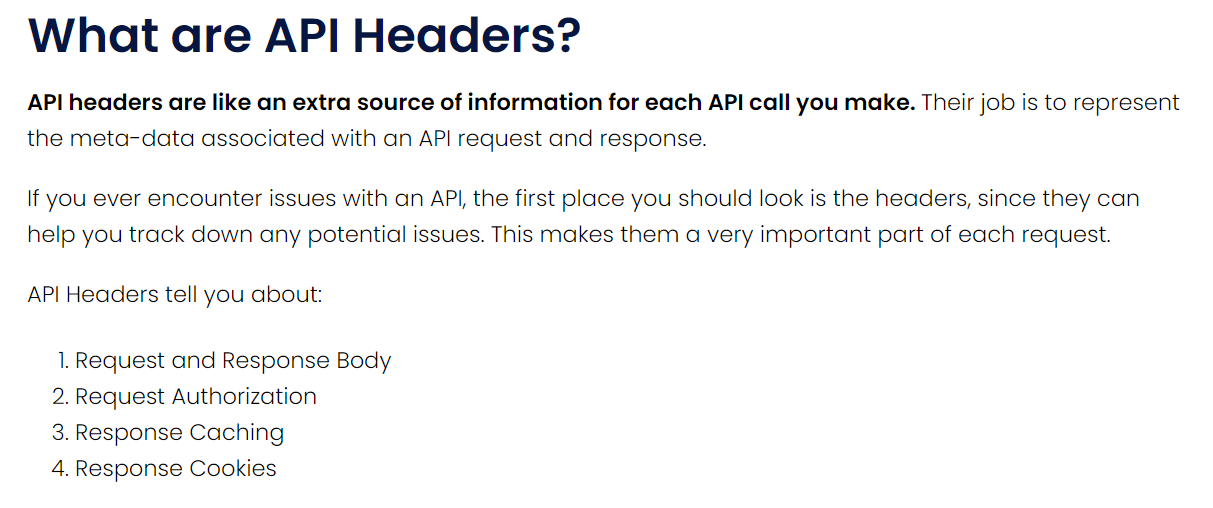 What are API Headers?
API headers are like an extra source of information for each API call you make. Their job is to represent
the meta-data associated with an API request and response.
If you ever encounter issues with an API, the first place you should look is the headers, since they can
help you track down any potential issues. This makes them a very important part of each request.
API Headers tell you about:
1. Request and Response Body
2. Request Authorization
3. Response Caching
4. Response Cookies